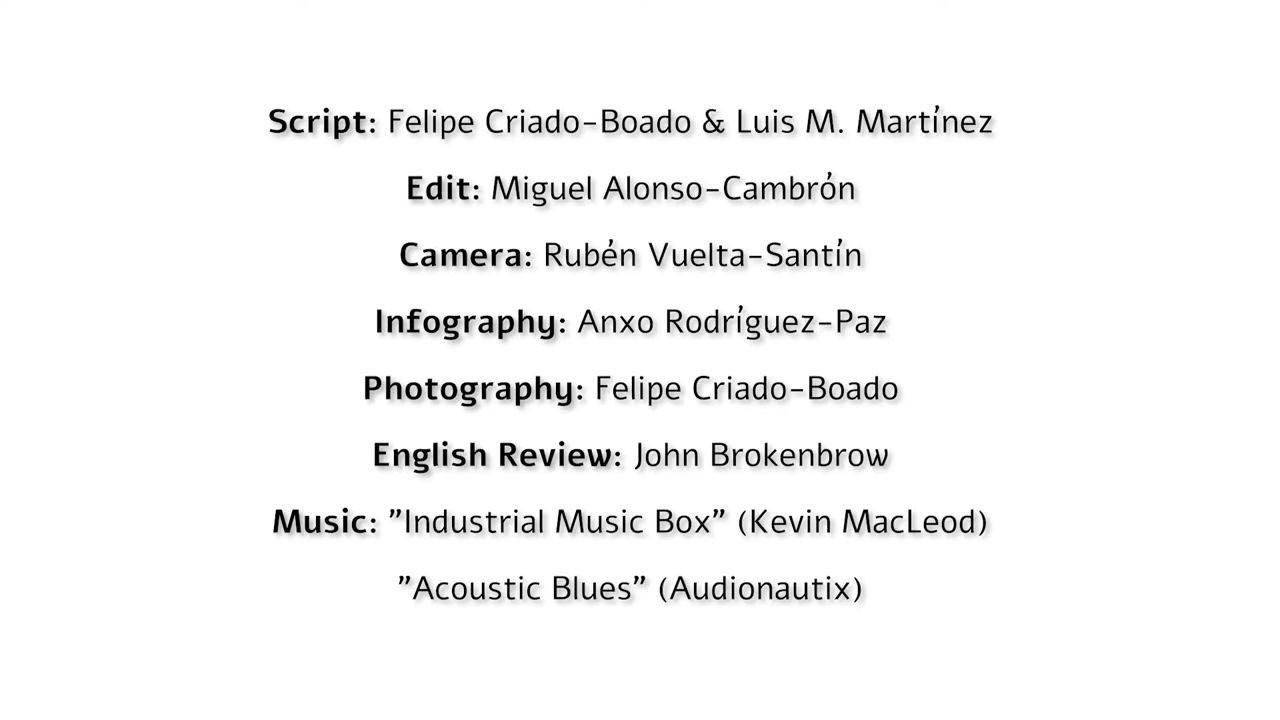 Script: Felipe Criado-Boado & Luis M. Martínez
Edit: Miguel Alonso-Cambrón
Camera: Rubén Vuelta-Santín
Infography: Anxo Rodríguez-Paz
Photography: Felipe Criado-Boado
English Review: John Brokenbrow
Music: ”Industrial Music Box” (Kevin MacLeod)
”Acoustic Blues” (Audionautix)